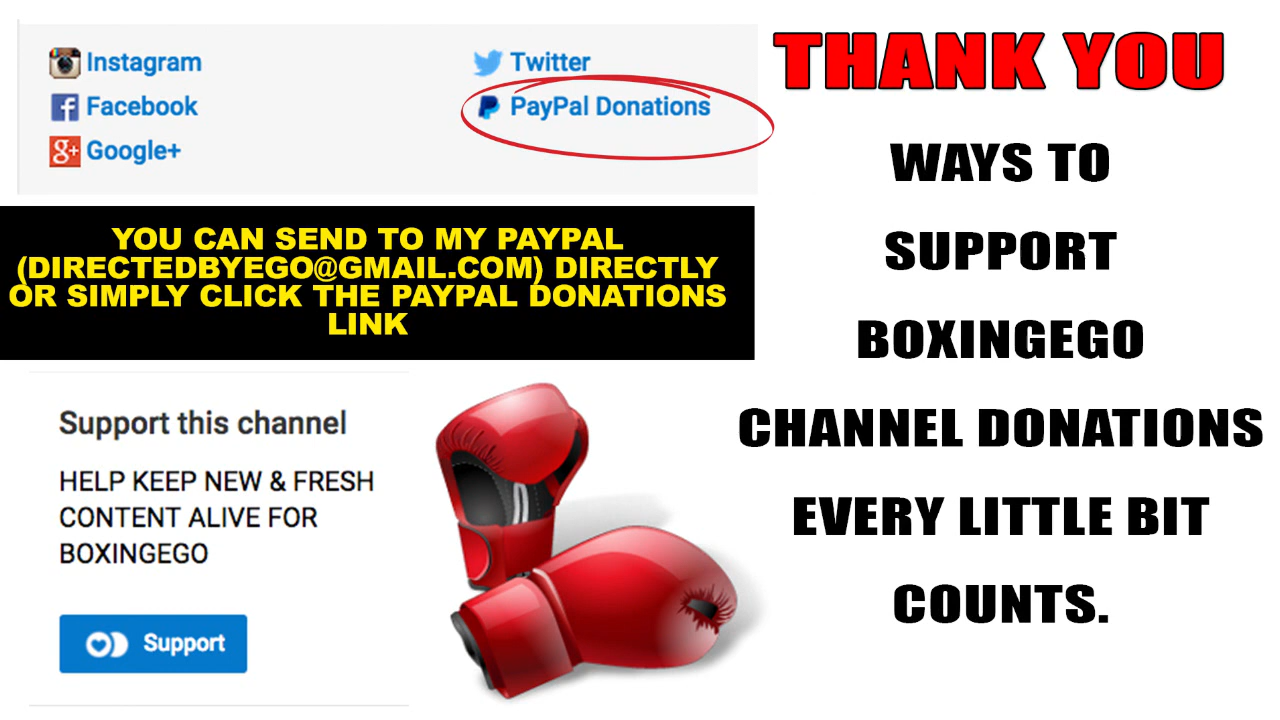 Instagram
Twitter
Facebook
PayPal Donations
g+ Google+
YOU CAN SEND TO MY PAYPAL
(DIRECTEDBYEGO@GMAIL.COM) DIRECTLY
OR SIMPLY CLICK THE PAYPAL DONATIONS
LINK
Support this channel
HELP KEEP NEW & FRESH
CONTENT ALIVE FOR
BOXINGEGO
Support
THANK YOU
WAYS TO
SUPPORT
BOXINGEGO
CHANNEL DONATIONS
EVERY LITTLE BIT
COUNTS.